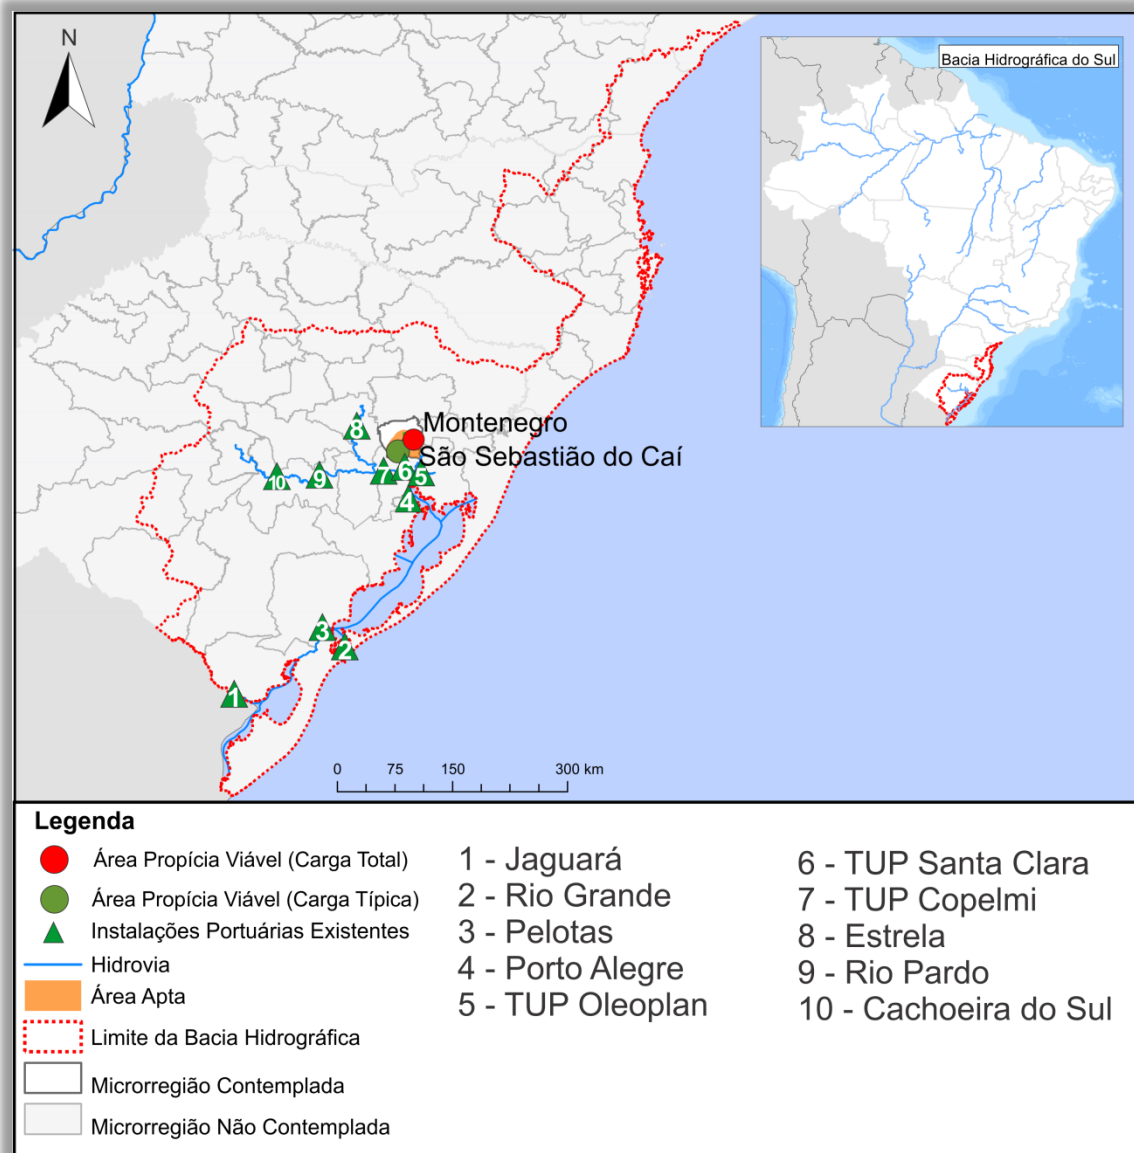 N
Bacia Hidrográfica do Sul
Montenegro
São Sebastião do Caí
8
10
9
7
6
5
4
3
2
1
0 75 150 300 km
Legenda
Área Propícia Viável (Carga Total)
Área Propícia Viável (Carga Típica)
Instalações Portuárias Existentes
Hidrovia
Área Apta
Limite da Bacia Hidrográfica
Microrregião Contemplada
Microrregião Não Contemplada
1 - Jaguará
2 - Rio Grande
3 - Pelotas
4 - Porto Alegre
5 - TUP Oleoplan
6 - TUP Santa Clara
7 - TUP Copelmi
8 - Estrela
9 - Rio Pardo
10 - Cachoeira do Sul